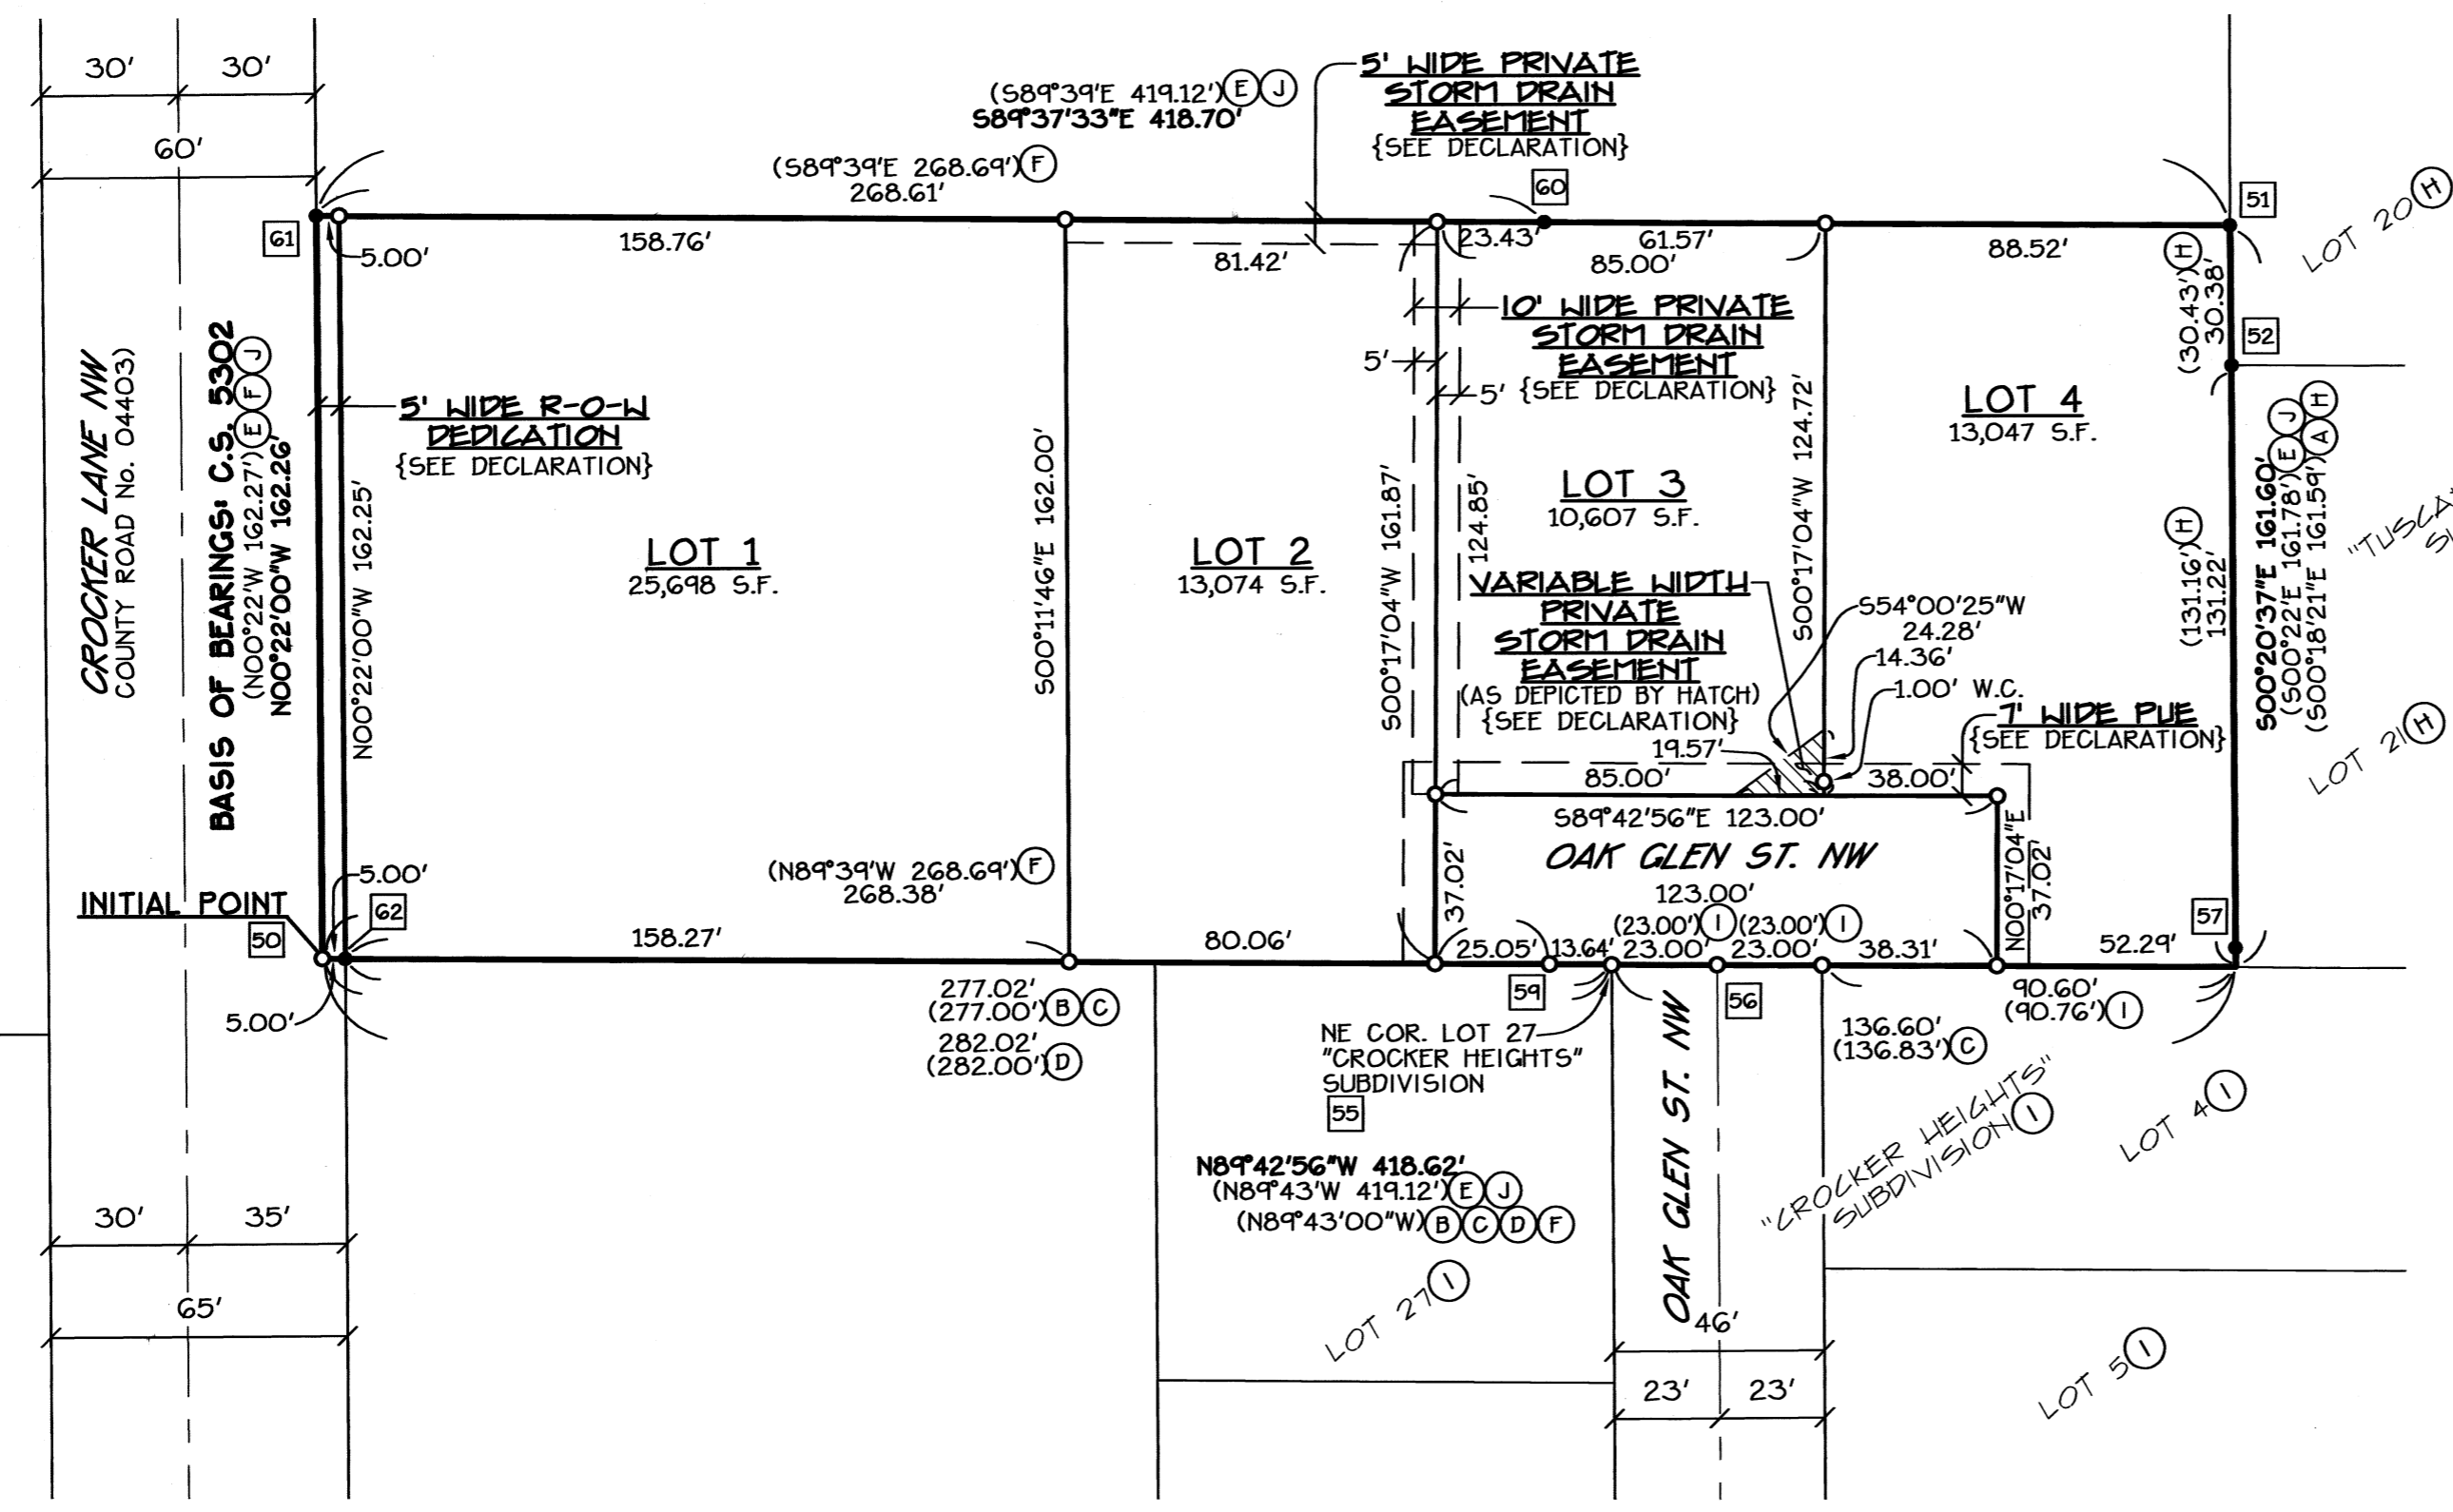 30'
30'
60'
(S89°39'E 419.12') E J
S89°37'33"E 418.70'
(S89°39'E 268.69') F
268.61'
5' WIDE PRIVATE
STORM DRAIN
EASEMENT
{SEE DECLARATION}
60
51
LOT 20 H
61
5.00'
158.76'
81.42'
23.43'
61.57'
85.00'
88.52'
(30.43') H
30.38'
52
10' WIDE PRIVATE
STORM DRAIN
EASEMENT
{SEE DECLARATION}
5'
5'
CROCKER LANE NW
COUNTY ROAD No. 04403)
BASIS OF BEARINGS: C.S. 5302
(N00°22'W 162.27') E F J
N00°22'00"W 162.26'
5' WIDE R-O-W
DEDICATION
{SEE DECLARATION}
N00°22'00"W 162.25'
S00°11'46"E 162.00'
S00°17'04"W 161.87'
124.85'
S00°17'04"W 124.72'
LOT 4
13,047 S.F.
LOT 3
10,607 S.F.
LOT 1
25,698 S.F.
LOT 2
13,074 S.F.
(131.16') H
131.22'
S00°20'37"E 161.60'
(S00°22'E 161.78') E J
(S00°18'21"E 161.59') A H
"TUSCA
SU
LOT 21 H
VARIABLE WIDTH
PRIVATE
STORM DRAIN
EASEMENT
(AS DEPICTED BY HATCH)
{SEE DECLARATION}
S54°00'25"W
24.28'
14.36'
1.00' W.C.
7' WIDE PUE
{SEE DECLARATION}
19.57'
85.00'
38.00'
S89°42'56"E 123.00'
OAK GLEN ST. NW
37.02'
N00°17'04"E
37.02'
123.00'
(23.00') I (23.00') I
INITIAL POINT
50
5.00'
62
(N89°39'W 268.69') F
268.38'
158.27'
80.06'
25.05'
13.64'
23.00'
23.00'
38.31'
52.29'
57
5.00'
277.02'
(277.00') B C
282.02'
(282.00') D
59
56
NE COR. LOT 27
"CROCKER HEIGHTS"
SUBDIVISION
55
90.60'
(90.76') I
136.60'
(136.83') C
N89°42'56"W 418.62'
(N89°43'W 419.12') E J
(N89°43'00"W) B C D F
OAK GLEN ST. NW
"CROCKER HEIGHTS"
SUBDIVISION I
LOT 4 I
LOT 27 I
LOT 5 I
30'
35'
65'
46'
23'
23'